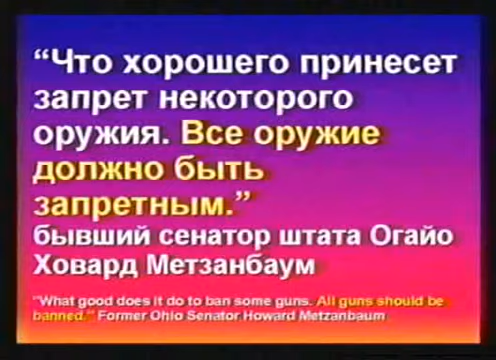 “Что хорошего принесет
запрет некоторого
оружия. Все оружие
должно быть
запретным.”
бывший сенатор штата Огайо
Ховард Метзанбаум
"What good does it do to ban some guns. All guns should be
banned." Former Ohio Senator Howard Metzanbaum